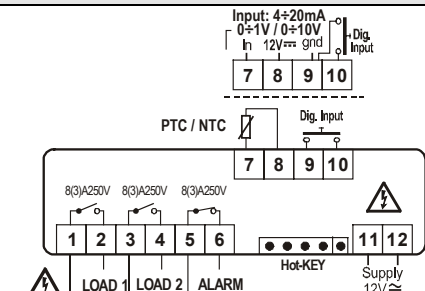 Input: 4÷20mA
0÷1V / 0÷10V
In 12V⎓ gnd
Dig. Input
7 8 9 10
PTC / NTC
Dig. Input
7 8 9 10
8(3)A250V 8(3)A250V 8(3)A250V
1 2 3 4 5 6
11 12
Hot-KEY
LOAD 1 LOAD 2 ALARM
Supply
12V≂